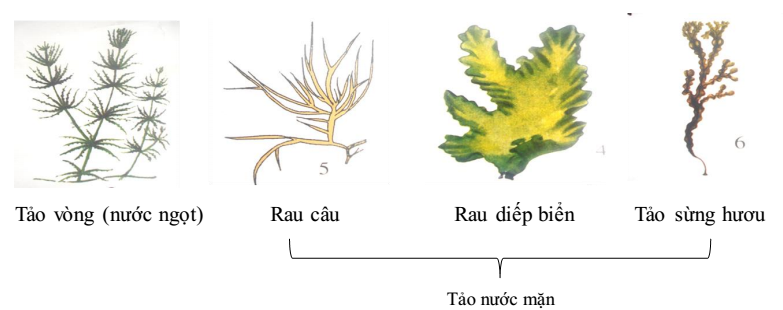 5
4
6
Tảo vòng (nước ngọt)
Rau câu
Rau diếp biển
Tảo sừng hươu
Tảo nước mặn